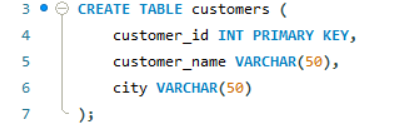 3 CREATE TABLE customers (
4 customer_id INT PRIMARY KEY,
5 customer_name VARCHAR(50),
6 city VARCHAR(50)
7 );